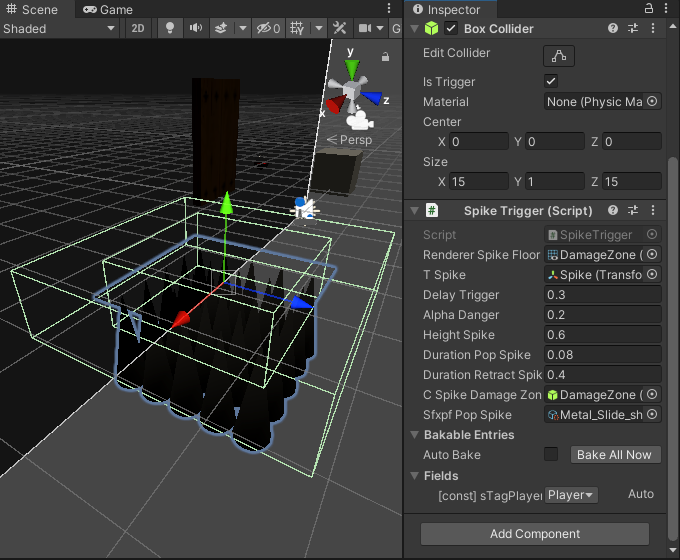 Scene Game
Shaded 2D 0 G
y
z
x
Persp
Inspector
Box Collider
Edit Collider
Is Trigger
Material None (Physic Ma
Center
X 0 Y 0 Z 0
Size
X 15 Y 1 Z 15
# Spike Trigger (Script)
Script # SpikeTrigger
Renderer Spike Floor DamageZone (
T Spike Spike (Transfo
Delay Trigger 0.3
Alpha Danger 0.2
Height Spike 0.6
Duration Pop Spike 0.08
Duration Retract Spik 0.4
C Spike Damage Zon DamageZone (
Sfxpf Pop Spike Metal_Slide_sh
Bakable Entries
Auto Bake Bake All Now
Fields
[const] sTagPlayer Player Auto
Add Component